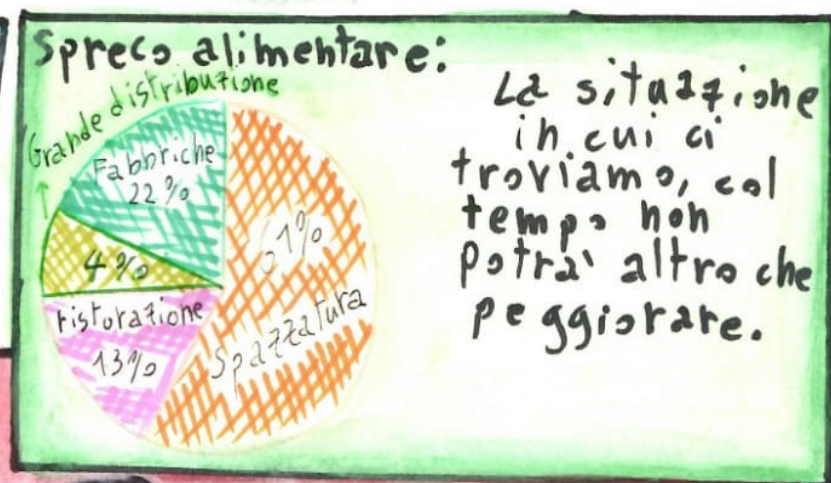 Spreco alimentare:
Grande distribuzione
Fabbriche
22%
61%
4%
Spazzatura
ristorazione
13%
La situazione
in cui ci
troviamo, col
tempo non
potrà altro che
peggiorare.